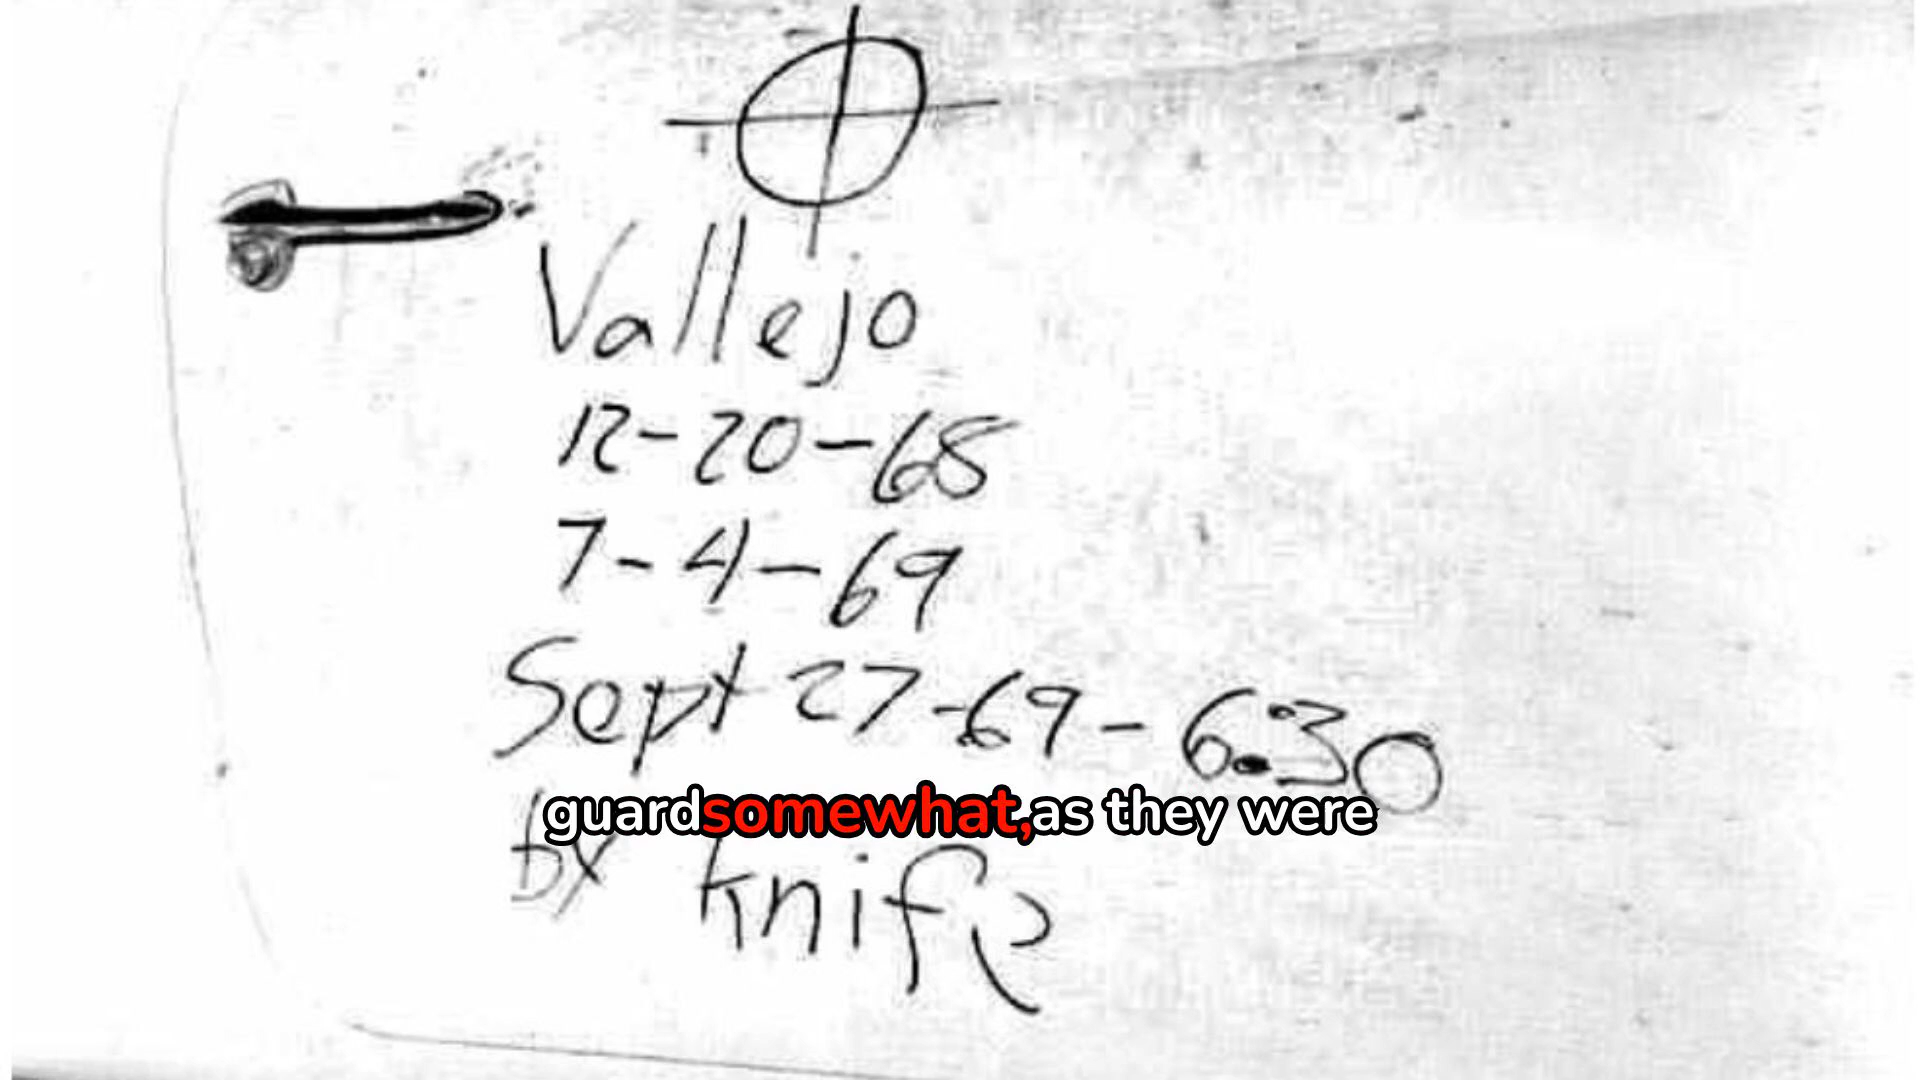 Vallejo
12-20-68
7-4-69
Sept 27-69-6:30
guard somewhat, as they were
by knife